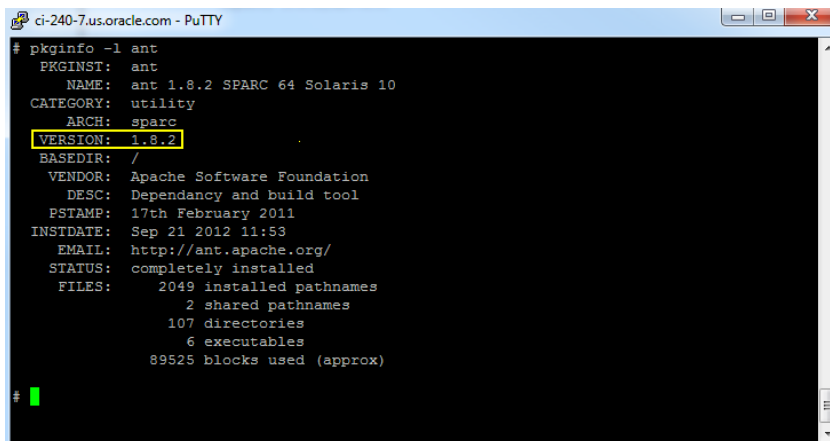 ci-240-7.us.oracle.com - PuTTY
# pkginfo -l ant
PKGINST: ant
NAME: ant 1.8.2 SPARC 64 Solaris 10
CATEGORY: utility
ARCH: sparc
VERSION: 1.8.2
BASEDIR: /
VENDOR: Apache Software Foundation
DESC: Dependancy and build tool
PSTAMP: 17th February 2011
INSTDATE: Sep 21 2012 11:53
EMAIL: http://ant.apache.org/
STATUS: completely installed
FILES: 2049 installed pathnames
2 shared pathnames
107 directories
6 executables
89525 blocks used (approx)
#